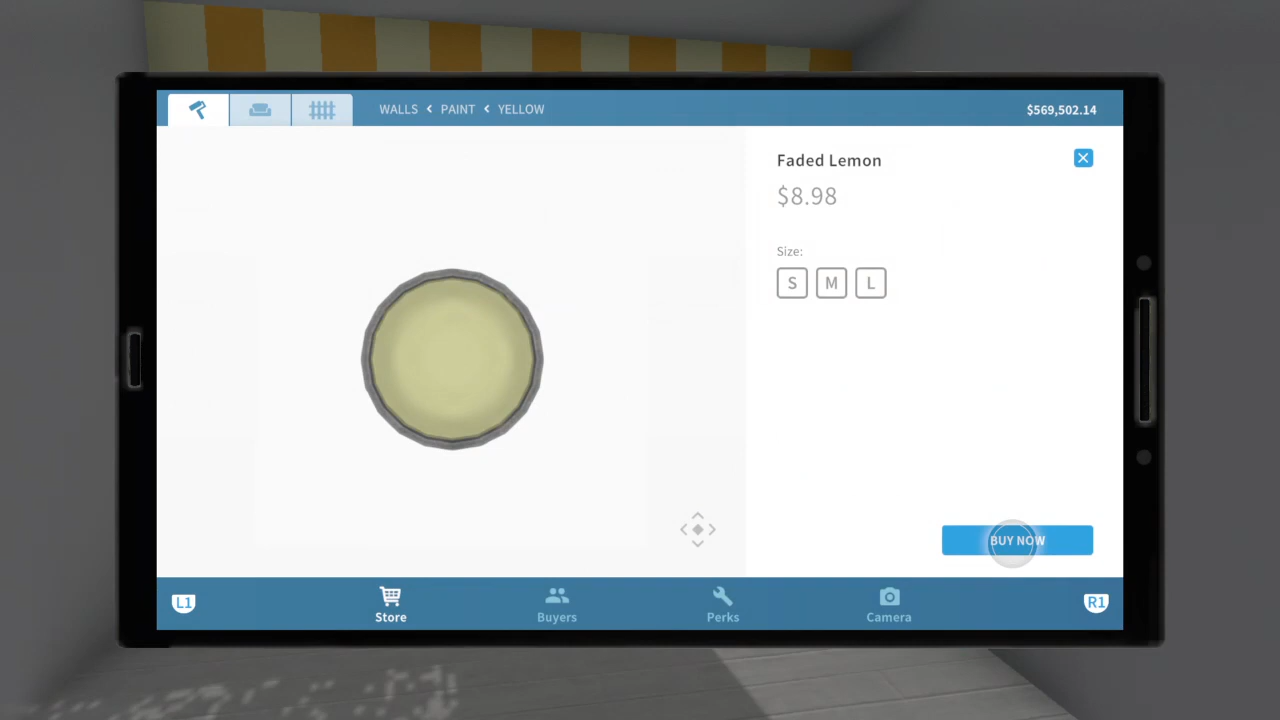 WALLS < PAINT < YELLOW
$569,502.14
Faded Lemon
$8.98
Size:
S M L
BUY NOW
L1
Store
Buyers
Perks
Camera
R1